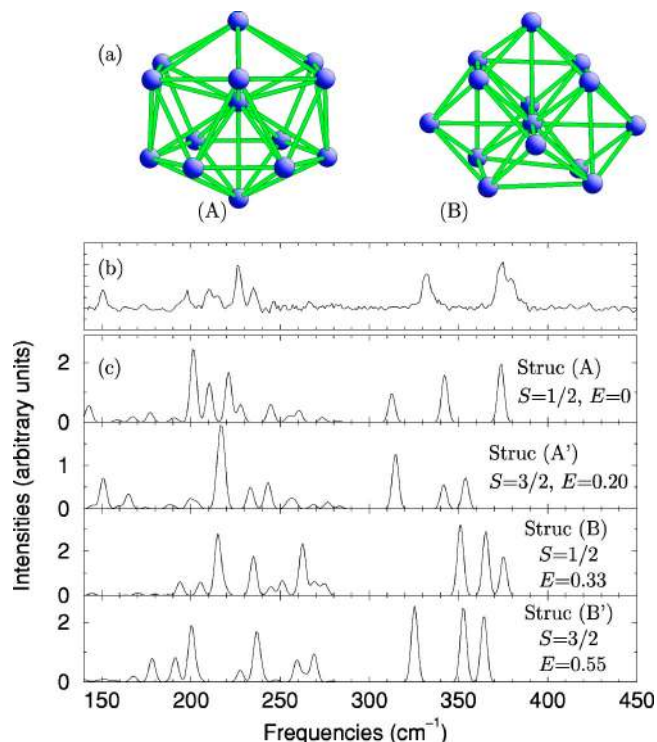 (a)
(A)
(B)
(b)
(c)
2
0
Struc (A)
S=1/2, E=0
1
0
Struc (A')
S=3/2, E=0.20
2
0
Struc (B)
S=1/2
E=0.33
2
0
Struc (B')
S=3/2
E=0.55
Intensities (arbitrary units)
150 200 250 300 350 400 450
Frequencies (cm⁻¹)